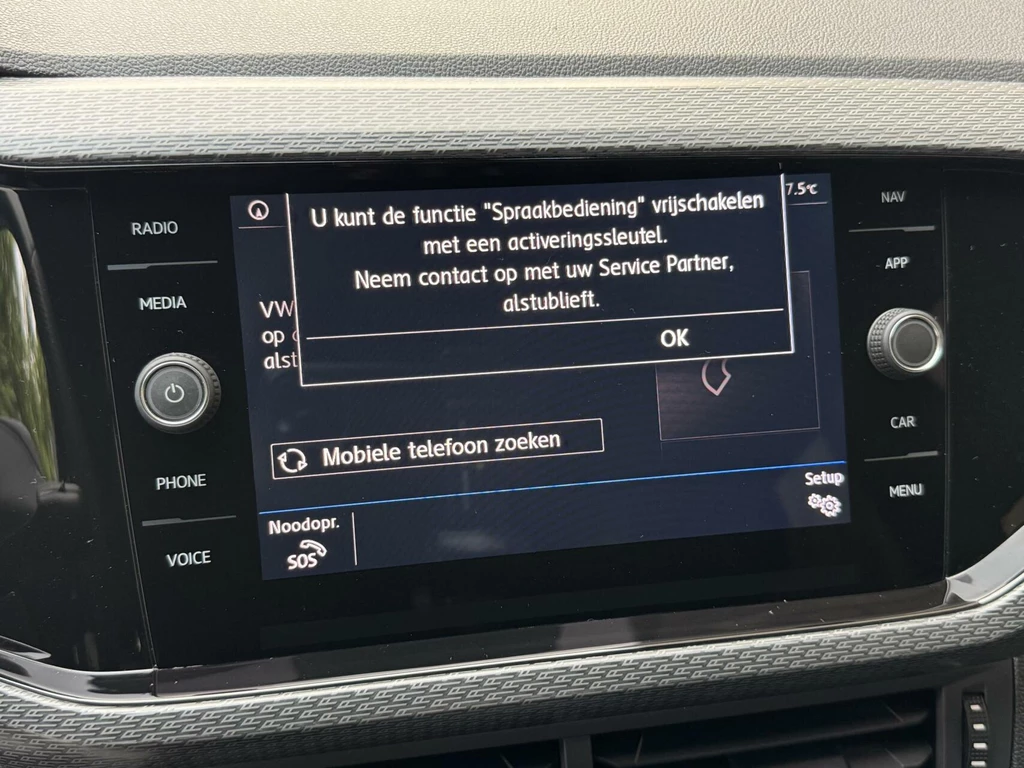 RADIO
MEDIA
PHONE
VOICE
7.5°C
U kunt de functie "Spraakbediening" vrijschakelen
met een activeringssleutel.
Neem contact op met uw Service Partner,
alstublieft.
OK
VW
op
alst
Mobiele telefoon zoeken
Noodopr.
SOS
Setup
NAV
APP
CAR
MENU